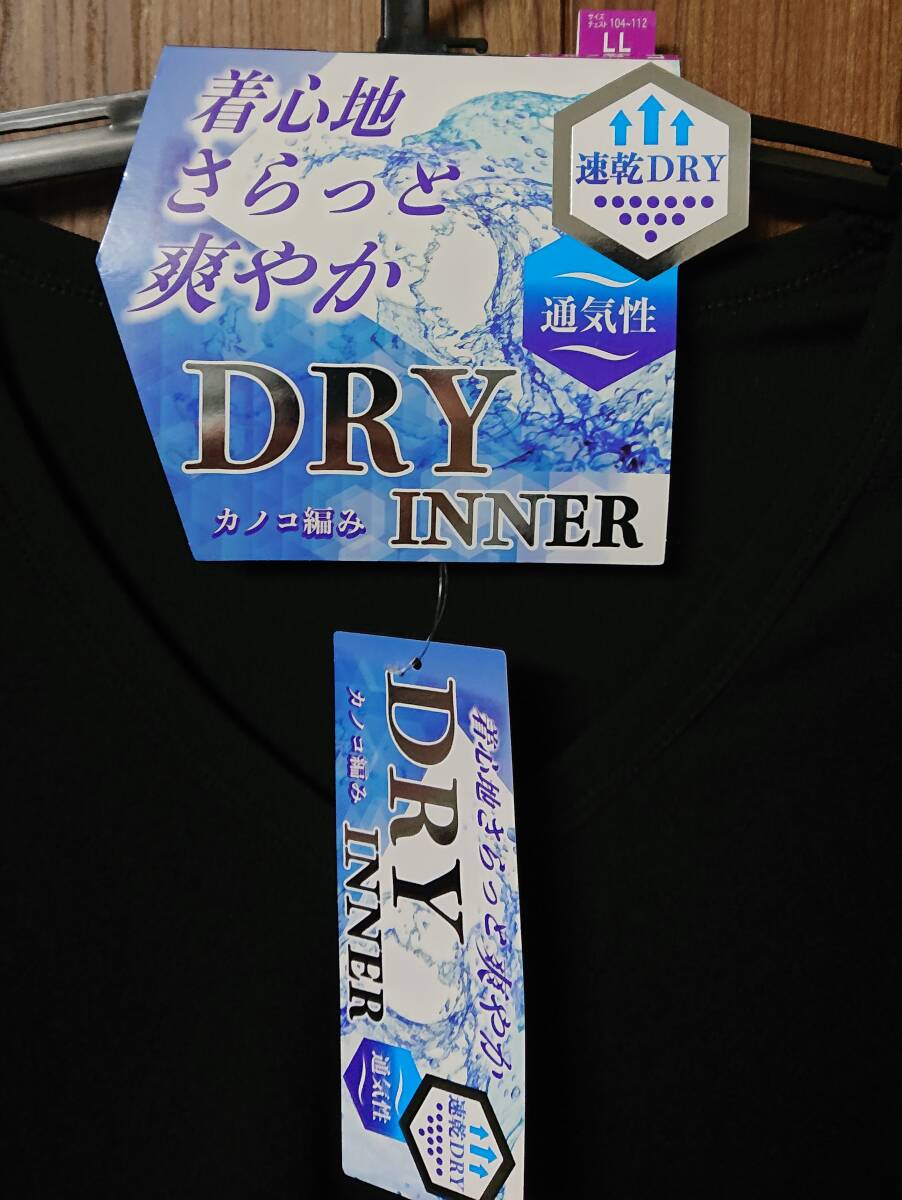 サイズ
チェスト 104~112
LL
着心地
さらっと
爽やか
速乾DRY
通気性
DRY
カノコ編み INNER
着心地さらっと爽やか
DRY
カノコ編み INNER
通気性
速乾DRY